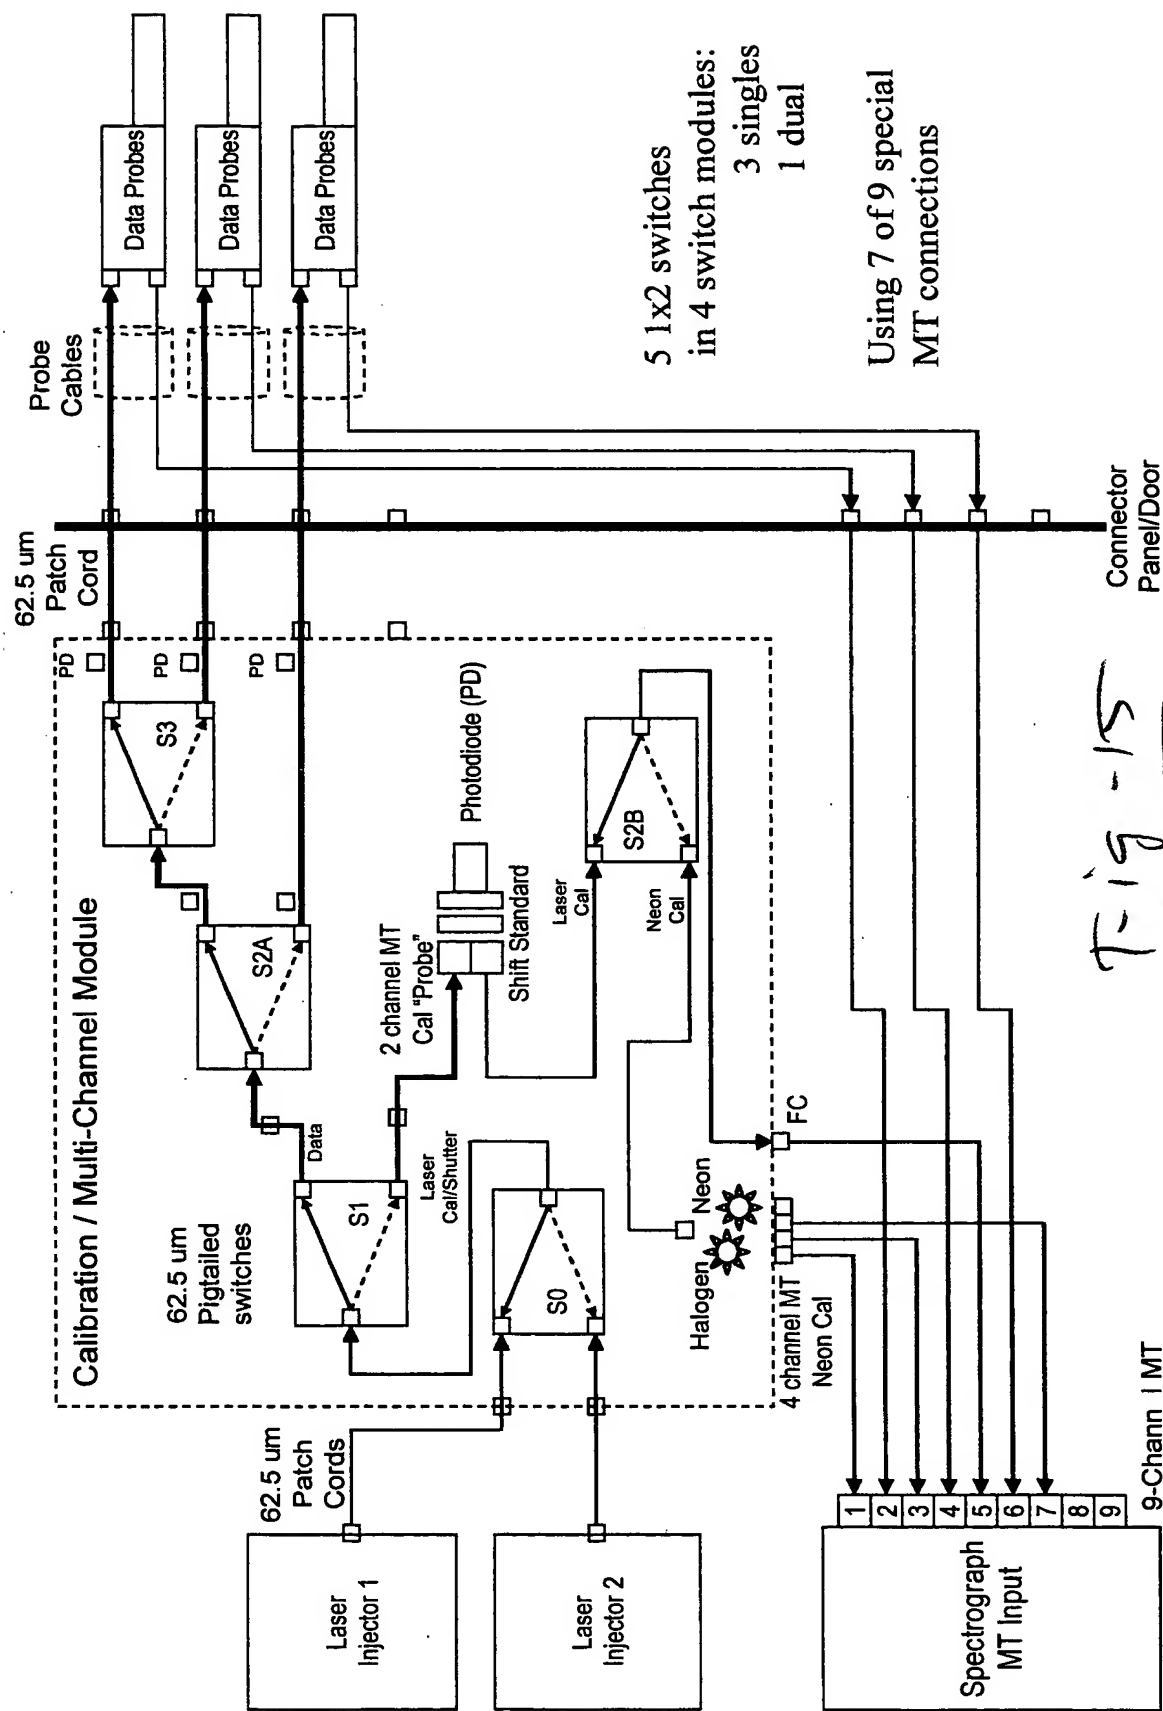 Calibration / Multi-Channel Module
62.5 um
Patch
Cords
Laser
Injector 1
Laser
Injector 2
62.5 um
Pigtailed
switches
S0
S1
Laser
Cal/Shutter
Data
S2A
S3
PD
PD
PD
2 channel MT
Cal "Probe"
Shift Standard
Photodiode (PD)
Laser
Cal
Neon
Cal
S2B
Halogen
Neon
FC
4 channel MT
Neon Cal
62.5 um
Patch
Cord
Probe
Cables
Data Probes
Data Probes
Data Probes
5 1x2 switches
in 4 switch modules:
3 singles
1 dual
Using 7 of 9 special
MT connections
Connector
Panel/Door
Spectrograph
MT Input
1
2
3
4
5
6
7
8
9
9-Chann l MT
Fig-15